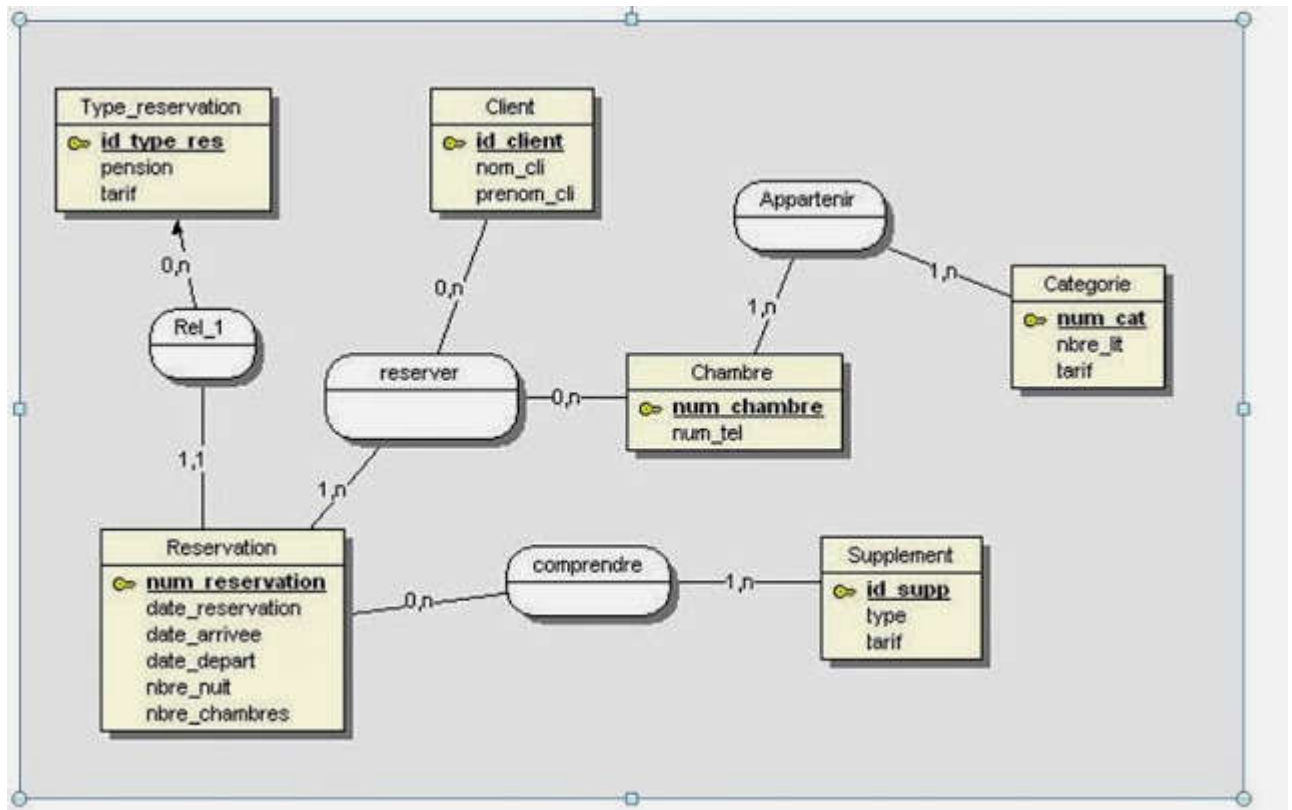 Type_reservation
id_type_res
pension
tarif
Client
id_client
nom_cli
prenom_cli
Appartenir
0,n
0,n
1,n
1,n
Categorie
num_cat
nbre_lit
tarif
Rel_1
reserver
0,n
Chambre
num_chambre
num_tel
1,1
1,n
Reservation
num_reservation
date_reservation
date_arrivee
date_depart
nbre_nuit
nbre_chambres
0,n
comprendre
1,n
Supplement
id_supp
type
tarif